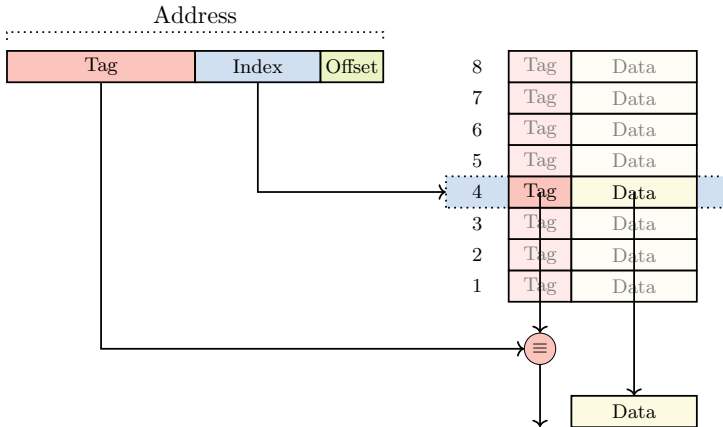 Address
Tag Index Offset
8 Tag Data
7 Tag Data
6 Tag Data
5 Tag Data
4 Tag Data
3 Tag Data
2 Tag Data
1 Tag Data
≡
Data